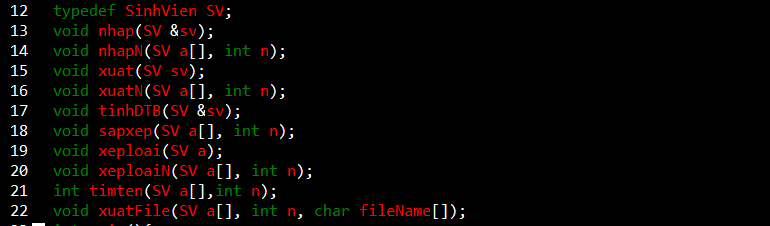 12 typedef SinhVien SV;
13 void nhap(SV &sv);
14 void nhapN(SV a[], int n);
15 void xuat(SV sv);
16 void xuatN(SV a[], int n);
17 void tinhDTB(SV &sv);
18 void sapxep(SV a[], int n);
19 void xeploai(SV a);
20 void xeploaiN(SV a[], int n);
21 int timten(SV a[],int n);
22 void xuatFile(SV a[], int n, char fileName[]);